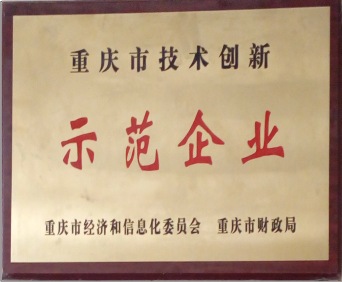 重庆市技术创新
示范企业
重庆市经济和信息化委员会 重庆市财政局